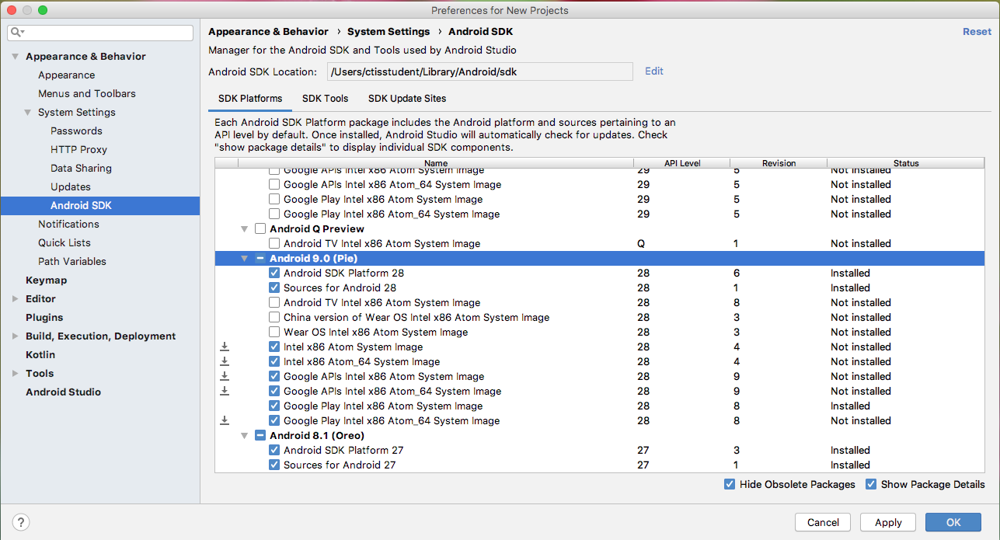 Preferences for New Projects
Appearance & Behavior
Appearance
Menus and Toolbars
System Settings
Passwords
HTTP Proxy
Data Sharing
Updates
Android SDK
Notifications
Quick Lists
Path Variables
Keymap
Editor
Plugins
Build, Execution, Deployment
Kotlin
Tools
Android Studio
Appearance & Behavior › System Settings › Android SDK Reset
Manager for the Android SDK and Tools used by Android Studio
Android SDK Location: /Users/ctisstudent/Library/Android/sdk Edit
SDK Platforms SDK Tools SDK Update Sites
Each Android SDK Platform package includes the Android platform and sources pertaining to an
API level by default. Once installed, Android Studio will automatically check for updates. Check
"show package details" to display individual SDK components.
Name API Level Revision Status
Google APIs Intel x86 Atom System Image 29 5 Not installed
Google APIs Intel x86 Atom_64 System Image 29 5 Not installed
Google Play Intel x86 Atom System Image 29 5 Not installed
Google Play Intel x86 Atom_64 System Image 29 5 Not installed
Android Q Preview
Android TV Intel x86 Atom System Image Q 1 Not installed
Android 9.0 (Pie)
Android SDK Platform 28 28 6 Installed
Sources for Android 28 28 1 Installed
Android TV Intel x86 Atom System Image 28 8 Not installed
China version of Wear OS Intel x86 Atom System Image 28 3 Not installed
Wear OS Intel x86 Atom System Image 28 3 Not installed
Intel x86 Atom System Image 28 4 Not installed
Intel x86 Atom_64 System Image 28 4 Not installed
Google APIs Intel x86 Atom System Image 28 9 Not installed
Google APIs Intel x86 Atom_64 System Image 28 9 Not installed
Google Play Intel x86 Atom System Image 28 8 Installed
Google Play Intel x86 Atom_64 System Image 28 8 Not installed
Android 8.1 (Oreo)
Android SDK Platform 27 27 3 Installed
Sources for Android 27 27 1 Installed
Hide Obsolete Packages Show Package Details
? Cancel Apply OK